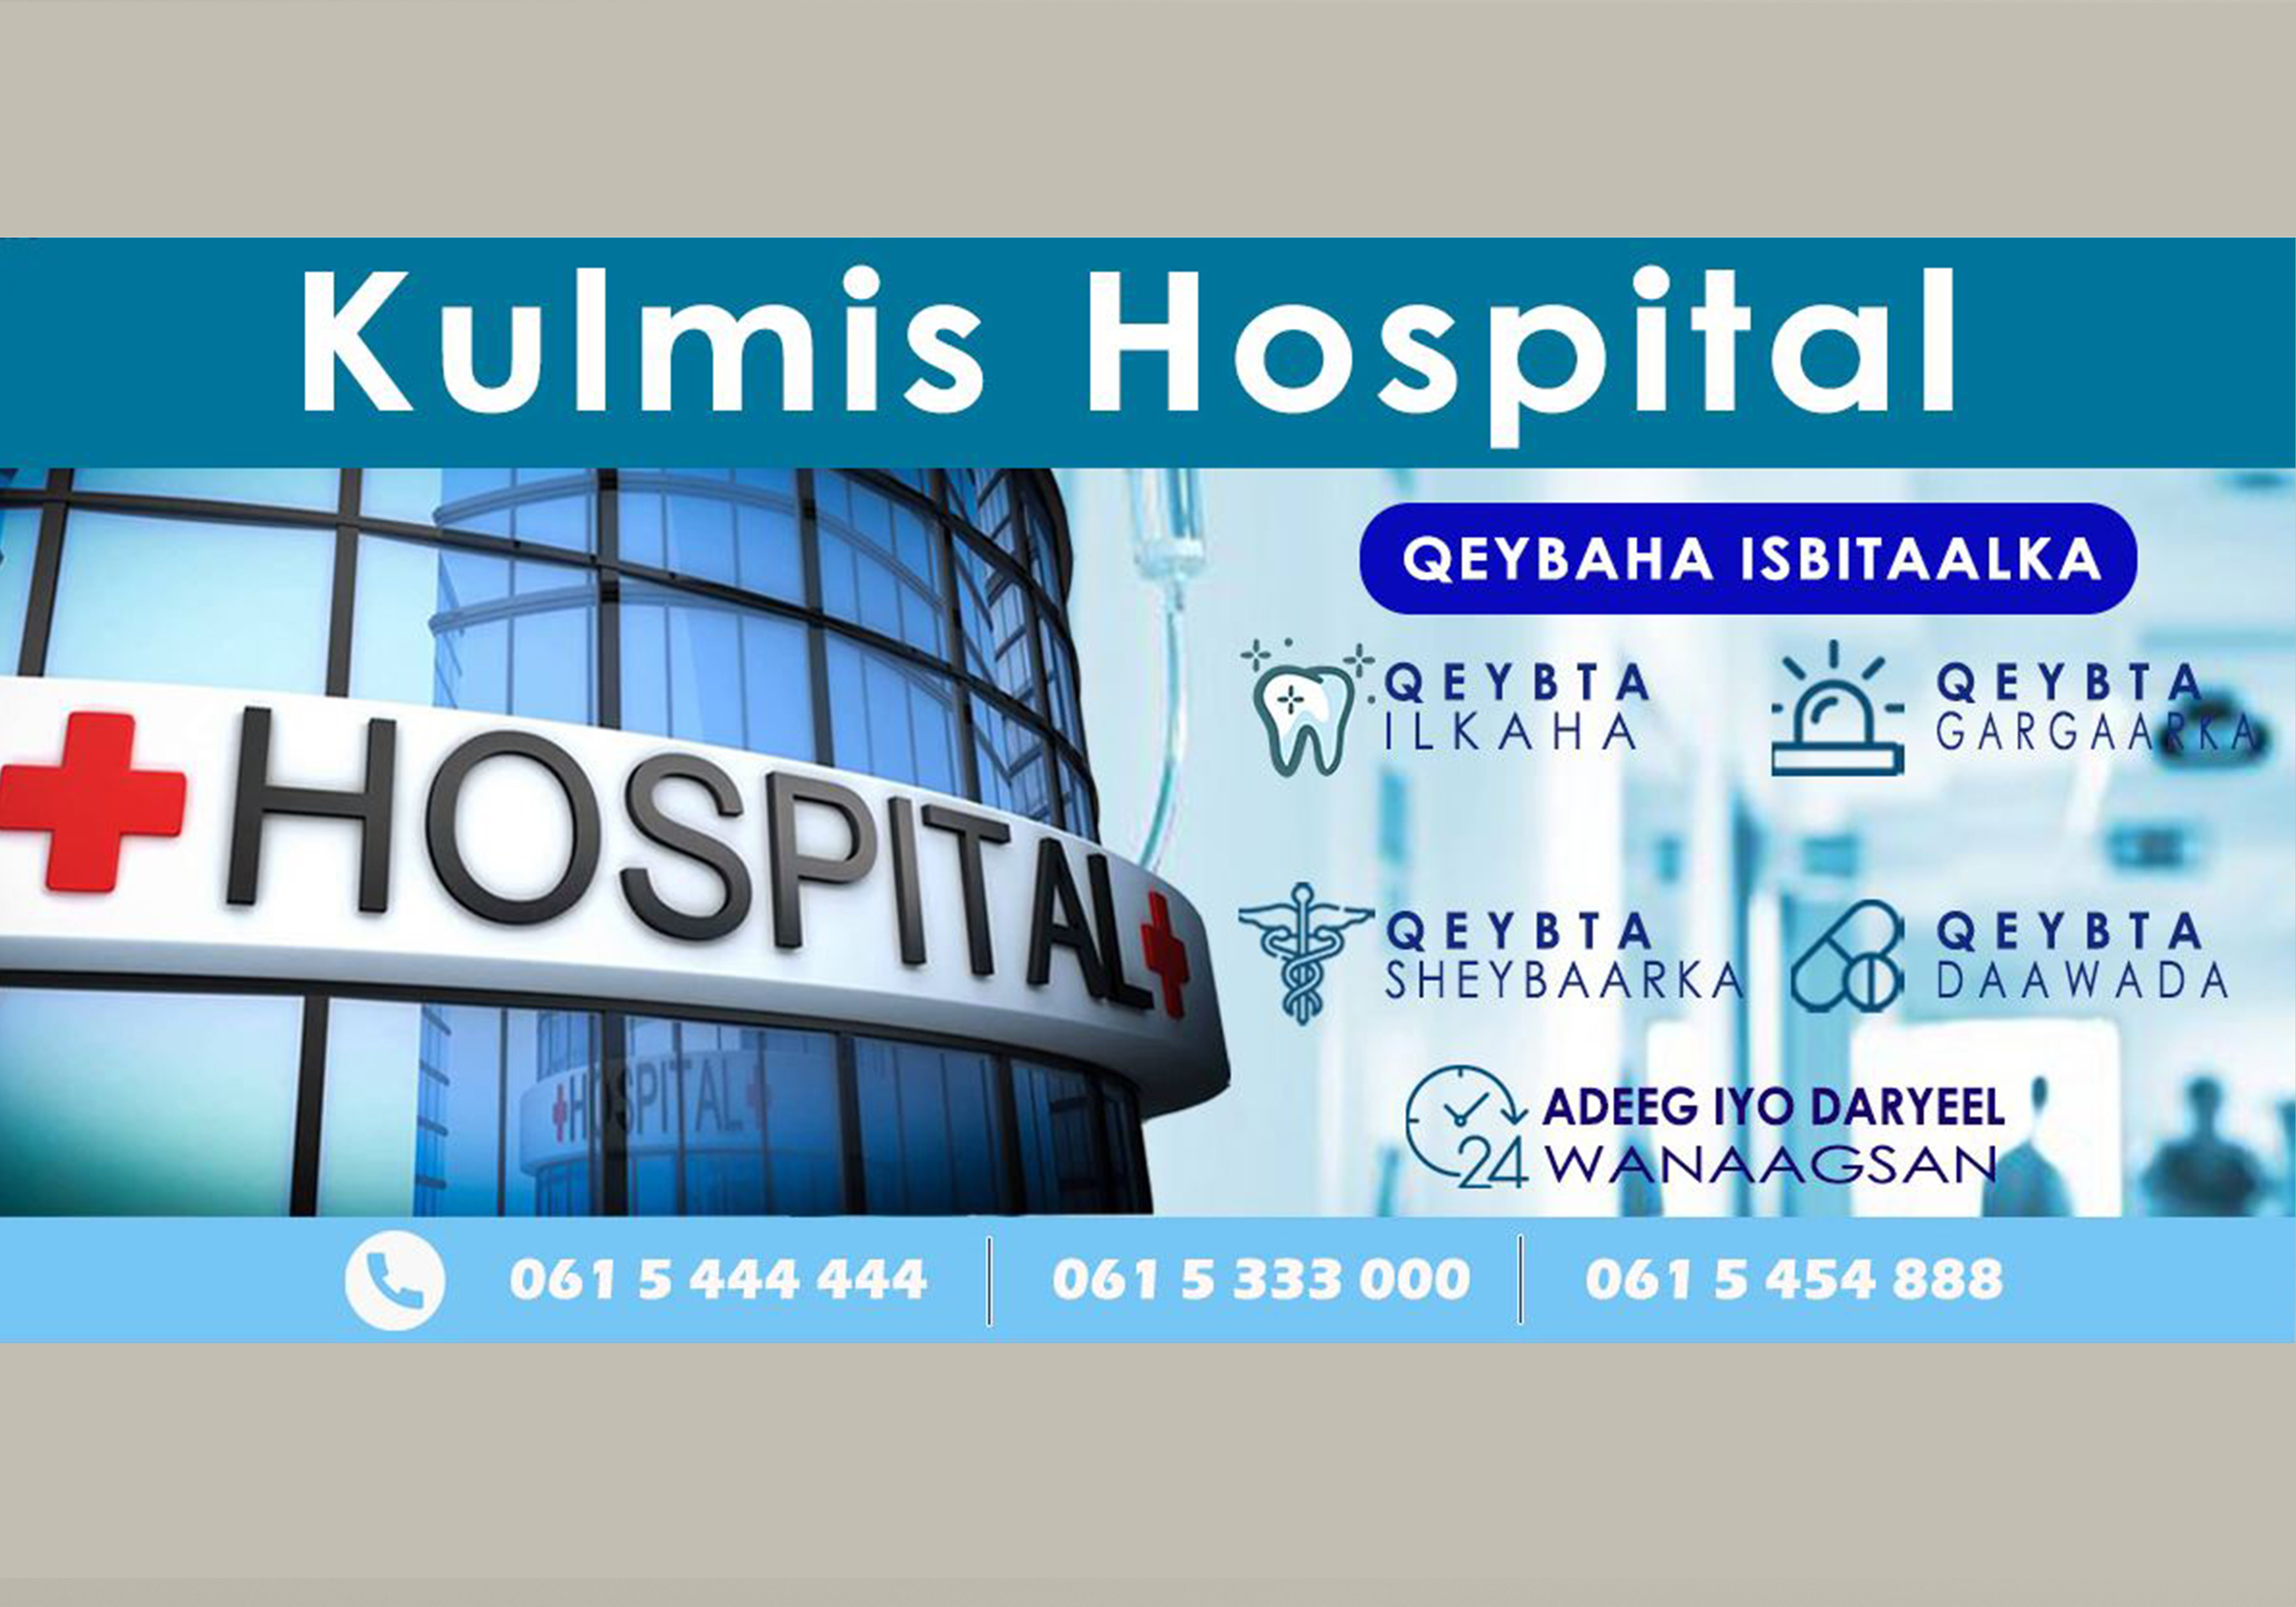 Kulmis Hospital
HOSPITAL
HOSPITAL
QEYBAHA ISBITAALKA
QEYBTA
ILKAHA
QEYBTA
GARGAARKA
QEYBTA
SHEYBAARKA
QEYBTA
DAAWADA
24
ADEEG IYO DARYEEL
WANAAGSAN
061 5 444 444
061 5 333 000
061 5 454 888